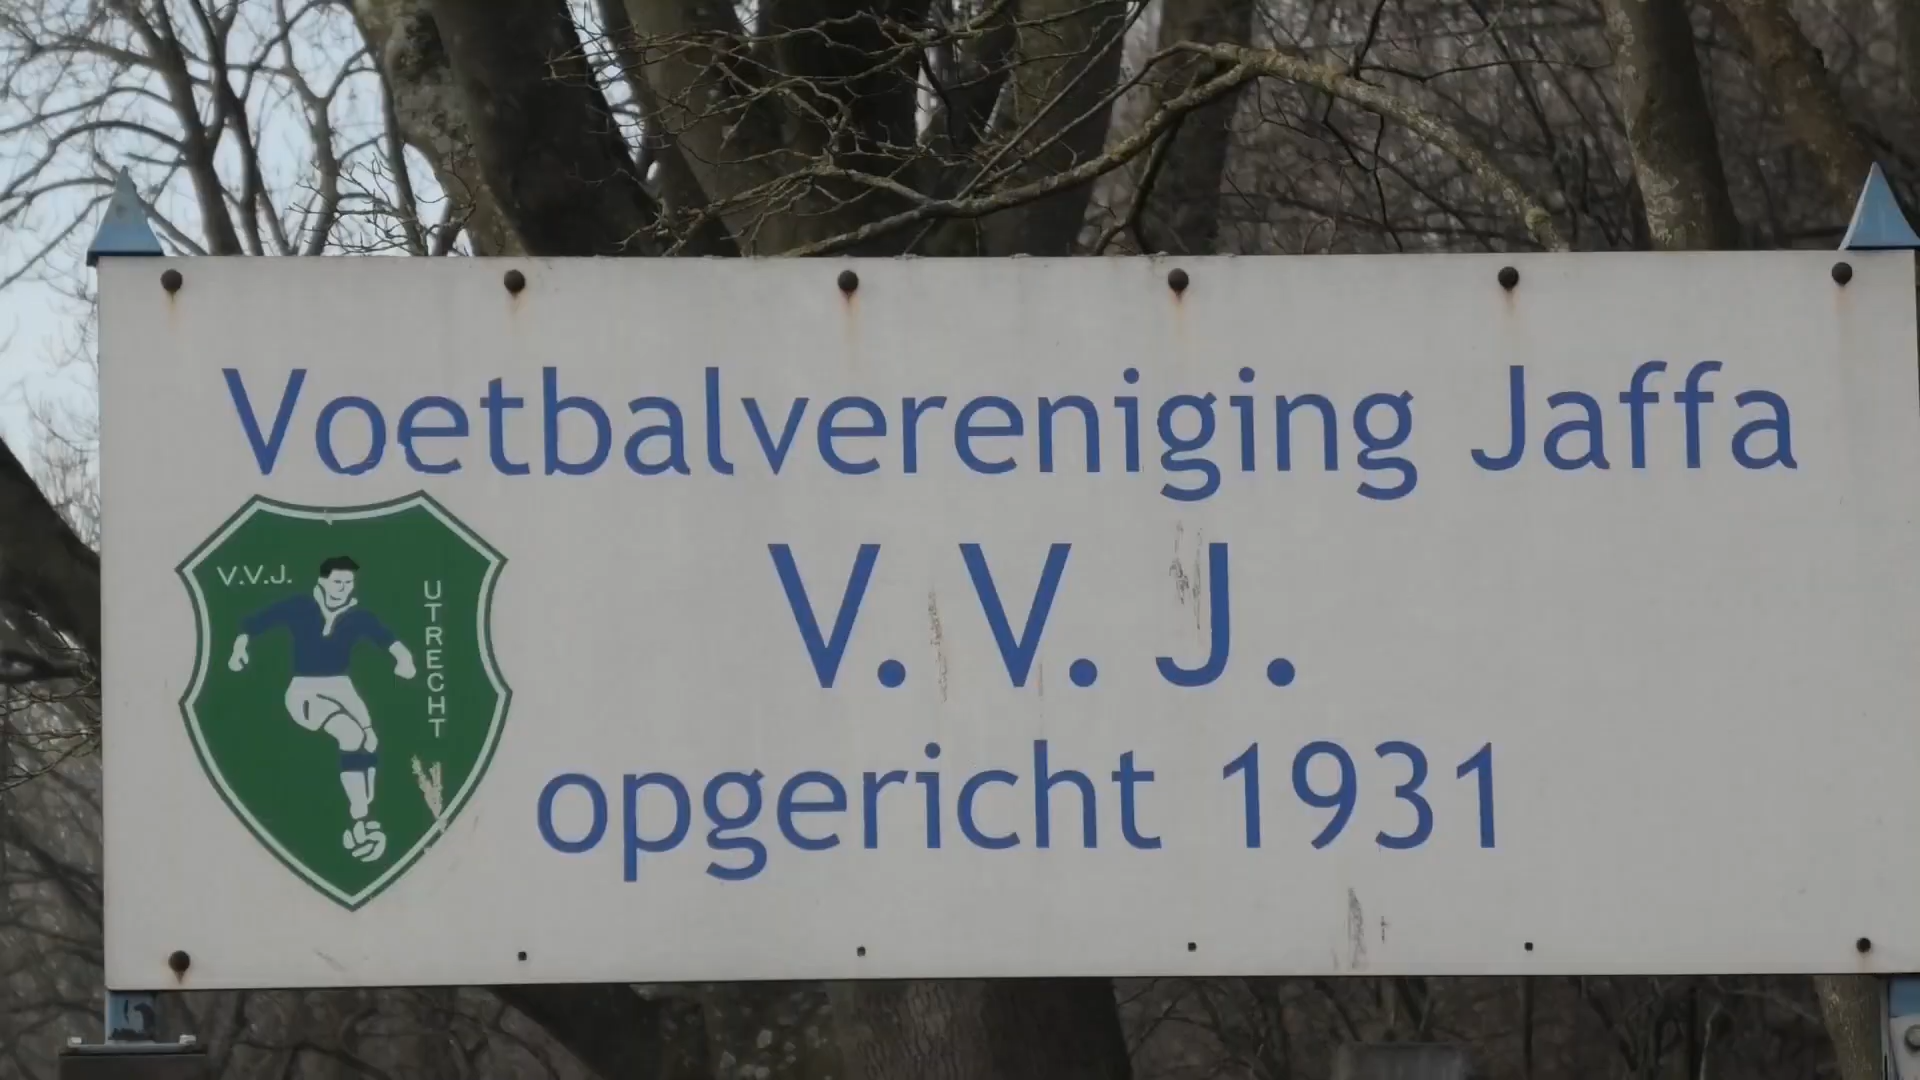 Voetbalvereniging Jaffa
V.V.J.
UTRECHT
V. V. J.
opgericht 1931